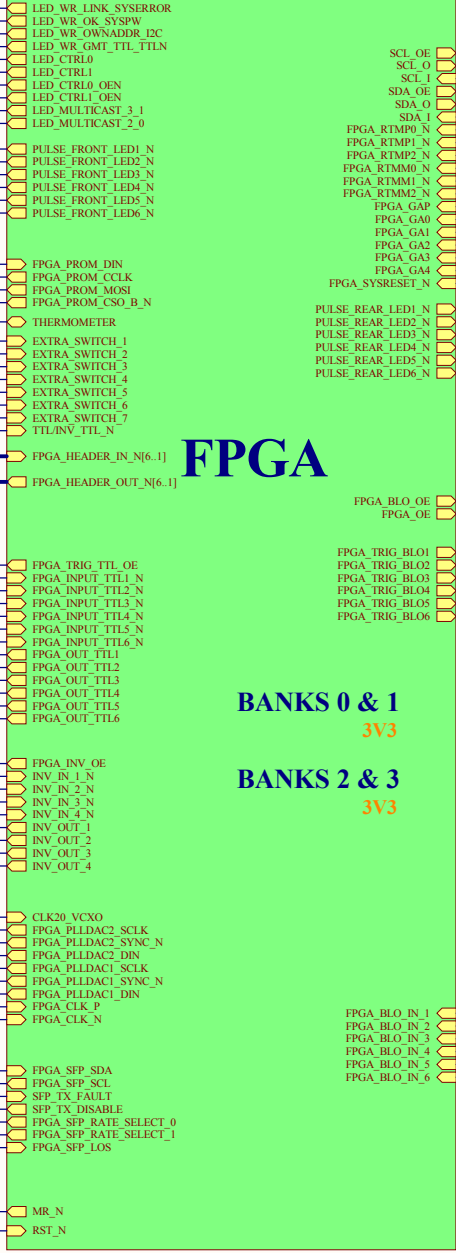 LED_WR_LINK_SYSERROR
LED_WR_OK_SYSPW
LED_WR_OWNADDR_I2C
LED_WR_GMT_TTL_TTLN
LED_CTRL0
LED_CTRL1
LED_CTRL0_OEN
LED_CTRL1_OEN
LED_MULTICAST_3_1
LED_MULTICAST_2_0
PULSE_FRONT_LED1_N
PULSE_FRONT_LED2_N
PULSE_FRONT_LED3_N
PULSE_FRONT_LED4_N
PULSE_FRONT_LED5_N
PULSE_FRONT_LED6_N
FPGA_PROM_DIN
FPGA_PROM_CCLK
FPGA_PROM_MOSI
FPGA_PROM_CSO_B_N
THERMOMETER
EXTRA_SWITCH_1
EXTRA_SWITCH_2
EXTRA_SWITCH_3
EXTRA_SWITCH_4
EXTRA_SWITCH_5
EXTRA_SWITCH_6
EXTRA_SWITCH_7
TTL/INV_TTL_N
FPGA_HEADER_IN_N[6..1]
FPGA_HEADER_OUT_N[6..1]
FPGA_TRIG_TTL_OE
FPGA_INPUT_TTL1_N
FPGA_INPUT_TTL2_N
FPGA_INPUT_TTL3_N
FPGA_INPUT_TTL4_N
FPGA_INPUT_TTL5_N
FPGA_INPUT_TTL6_N
FPGA_OUT_TTL1
FPGA_OUT_TTL2
FPGA_OUT_TTL3
FPGA_OUT_TTL4
FPGA_OUT_TTL5
FPGA_OUT_TTL6
FPGA_INV_OE
INV_IN_1_N
INV_IN_2_N
INV_IN_3_N
INV_IN_4_N
INV_OUT_1
INV_OUT_2
INV_OUT_3
INV_OUT_4
CLK20_VCXO
FPGA_PLLDAC2_SCLK
FPGA_PLLDAC2_SYNC_N
FPGA_PLLDAC2_DIN
FPGA_PLLDAC1_SCLK
FPGA_PLLDAC1_SYNC_N
FPGA_PLLDAC1_DIN
FPGA_CLK_P
FPGA_CLK_N
FPGA_SFP_SDA
FPGA_SFP_SCL
SFP_TX_FAULT
SFP_TX_DISABLE
FPGA_SFP_RATE_SELECT_0
FPGA_SFP_RATE_SELECT_1
FPGA_SFP_LOS
MR_N
RST_N
FPGA
BANKS 0 & 1
3V3
BANKS 2 & 3
3V3
SCL_OE
SCL_O
SCL_I
SDA_OE
SDA_O
SDA_I
FPGA_RTMP0_N
FPGA_RTMP1_N
FPGA_RTMP2_N
FPGA_RTMM0_N
FPGA_RTMM1_N
FPGA_RTMM2_N
FPGA_GAP
FPGA_GA0
FPGA_GA1
FPGA_GA2
FPGA_GA3
FPGA_GA4
FPGA_SYSRESET_N
PULSE_REAR_LED1_N
PULSE_REAR_LED2_N
PULSE_REAR_LED3_N
PULSE_REAR_LED4_N
PULSE_REAR_LED5_N
PULSE_REAR_LED6_N
FPGA_BLO_OE
FPGA_OE
FPGA_TRIG_BLO1
FPGA_TRIG_BLO2
FPGA_TRIG_BLO3
FPGA_TRIG_BLO4
FPGA_TRIG_BLO5
FPGA_TRIG_BLO6
FPGA_BLO_IN_1
FPGA_BLO_IN_2
FPGA_BLO_IN_3
FPGA_BLO_IN_4
FPGA_BLO_IN_5
FPGA_BLO_IN_6